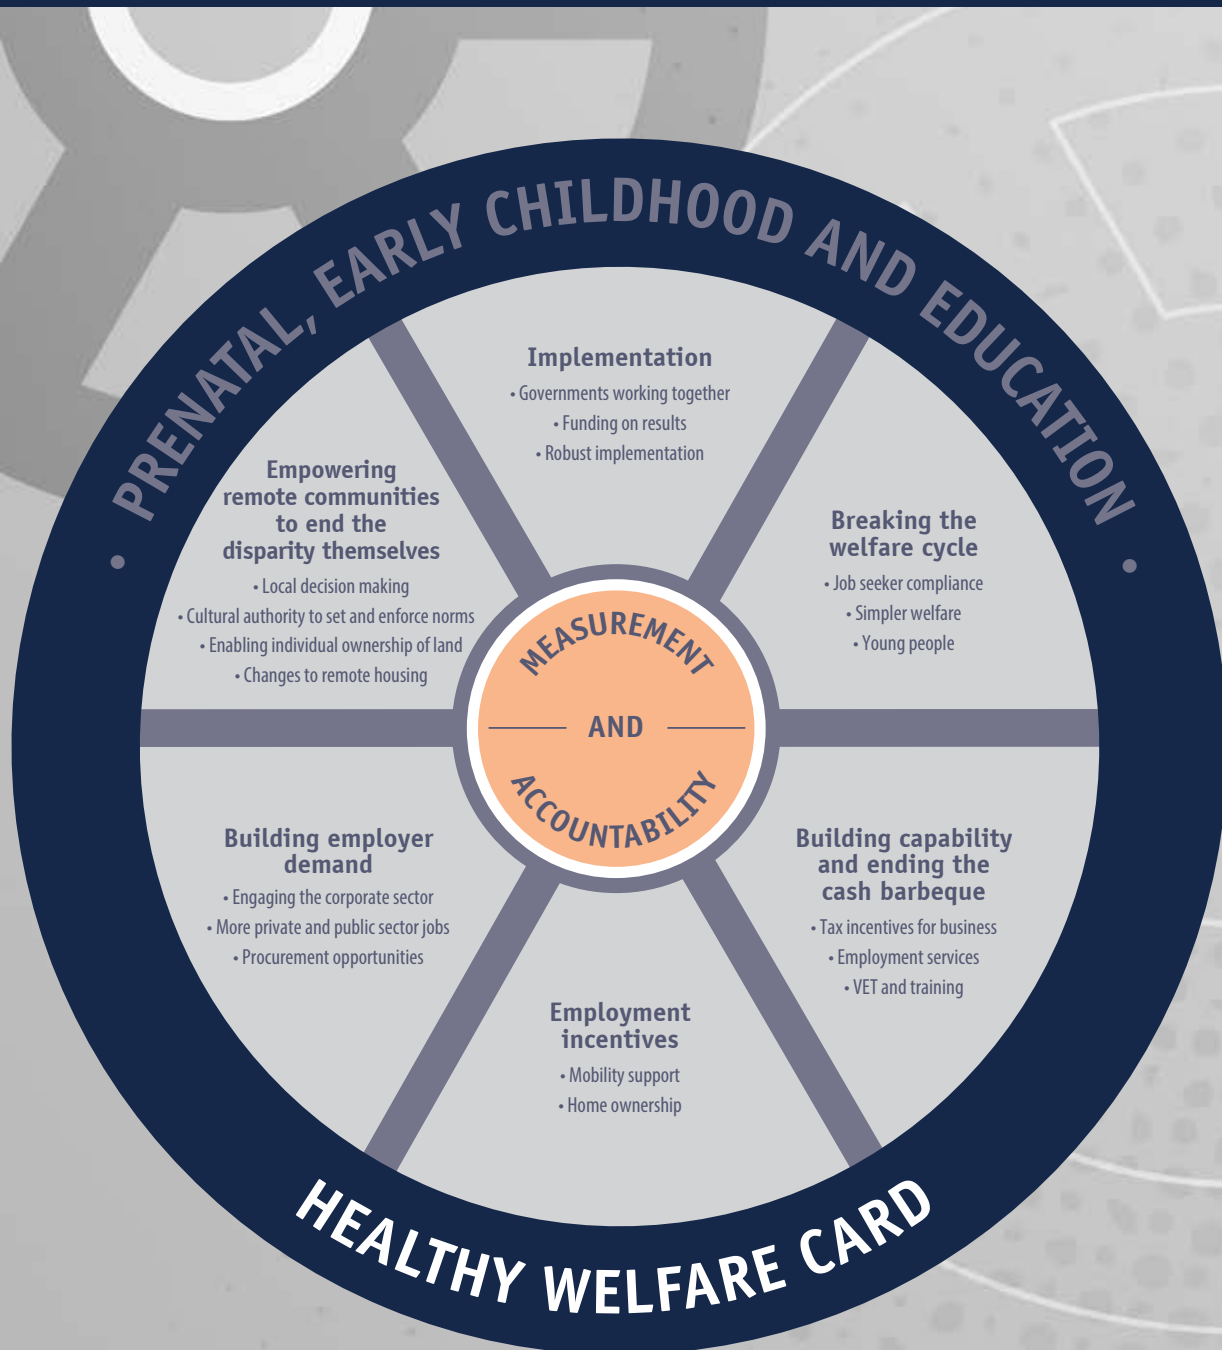 • PRENATAL, EARLY CHILDHOOD AND EDUCATION •
Implementation
• Governments working together
• Funding on results
• Robust implementation
Empowering
remote communities
to end the
disparity themselves
• Local decision making
• Cultural authority to set and enforce norms
• Enabling individual ownership of land
• Changes to remote housing
Breaking the
welfare cycle
• Job seeker compliance
• Simpler welfare
• Young people
MEASUREMENT
AND
ACCOUNTABILITY
Building employer
demand
• Engaging the corporate sector
• More private and public sector jobs
• Procurement opportunities
Building capability
and ending the
cash barbeque
• Tax incentives for business
• Employment services
• VET and training
Employment
incentives
• Mobility support
• Home ownership
HEALTHY WELFARE CARD